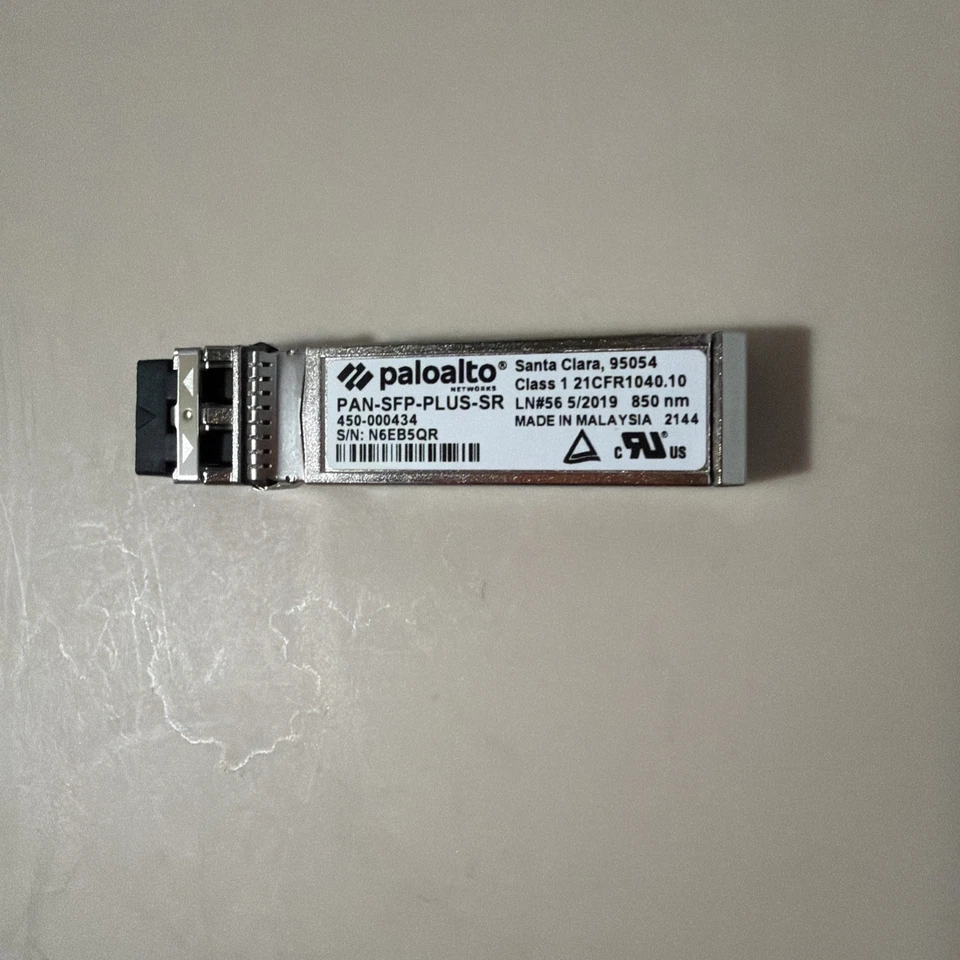 paloalto®
NETWORKS
PAN-SFP-PLUS-SR
450-000434
S/N: N6EB5QR
Santa Clara, 95054
Class 1 21CFR1040.10
LN#56 5/2019 850 nm
MADE IN MALAYSIA 2144
c RU® US